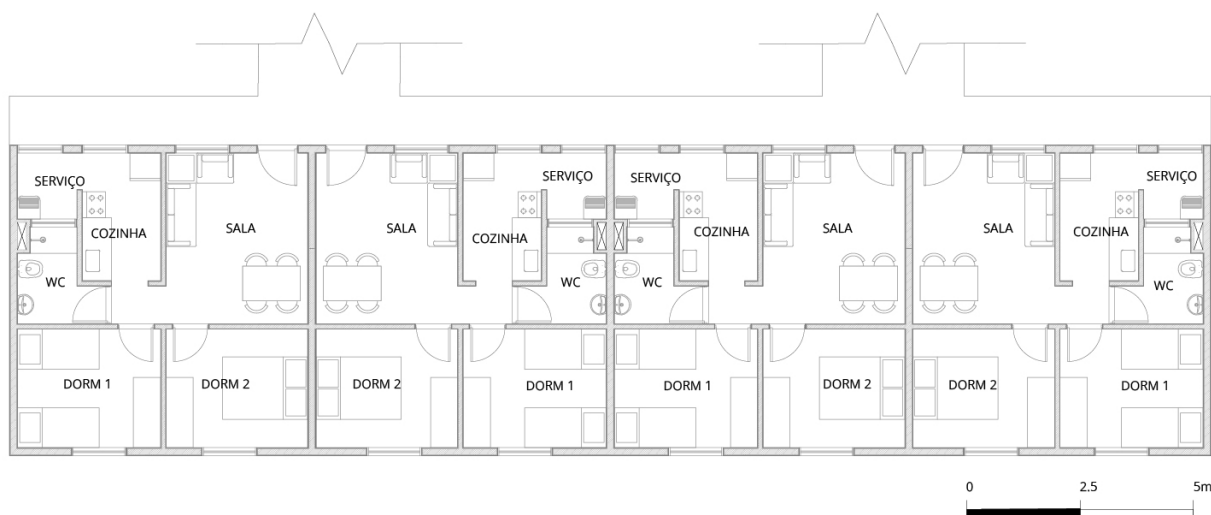 SERVIÇO SERVIÇO SERVIÇO SERVIÇO
COZINHA SALA SALA COZINHA COZINHA SALA SALA COZINHA
WC WC WC WC
DORM 1 DORM 2 DORM 2 DORM 1 DORM 1 DORM 2 DORM 2 DORM 1
0 2.5 5m